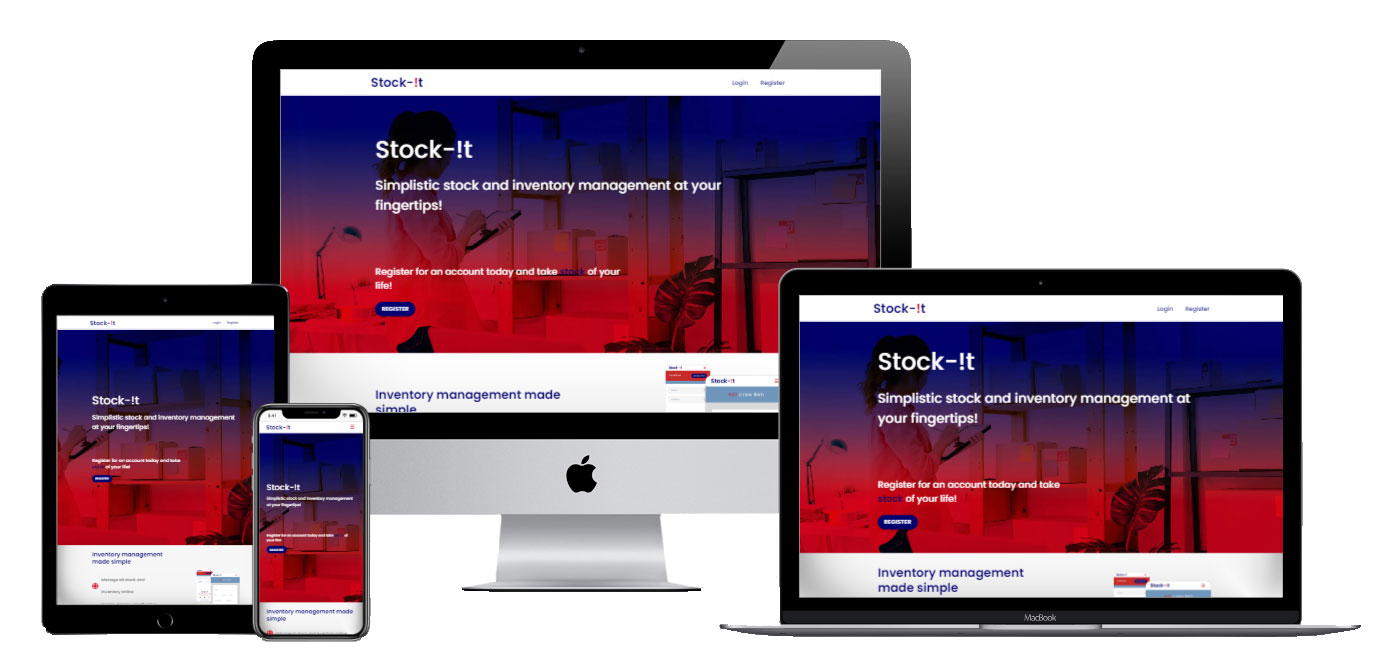 Stock-!t
Login Register
Stock-!t
Simplistic stock and inventory management at your
fingertips!
Register for an account today and take stock of your
life!
REGISTER
Inventory management made
simple
Stock-!t
Stock-!t
Stock-!t
Login Register
Stock-!t
Simplistic stock and inventory management
at your fingertips!
Register for an account today and take
stock of your life!
REGISTER
Inventory management
made simple
Manage all stock and
inventory online
9:41
Stock-!t
Stock-!t
Simplistic stock and inventory management
at your fingertips!
Register for an account today and take stock of
your life!
REGISTER
Inventory management made
simple
Stock-!t
Login Register
Stock-!t
Simplistic stock and inventory management at
your fingertips!
Register for an account today and take
stock of your life!
REGISTER
Inventory management
made simple
Stock-!t
Stock-!t
MacBook